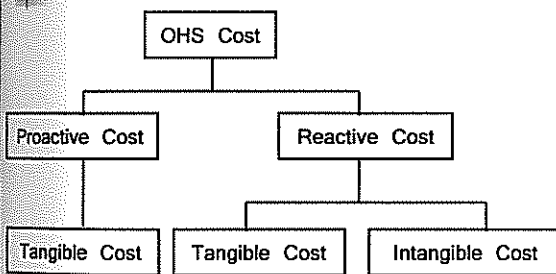 OHS Cost
Proactive Cost
Reactive Cost
Tangible Cost
Tangible Cost
Intangible Cost